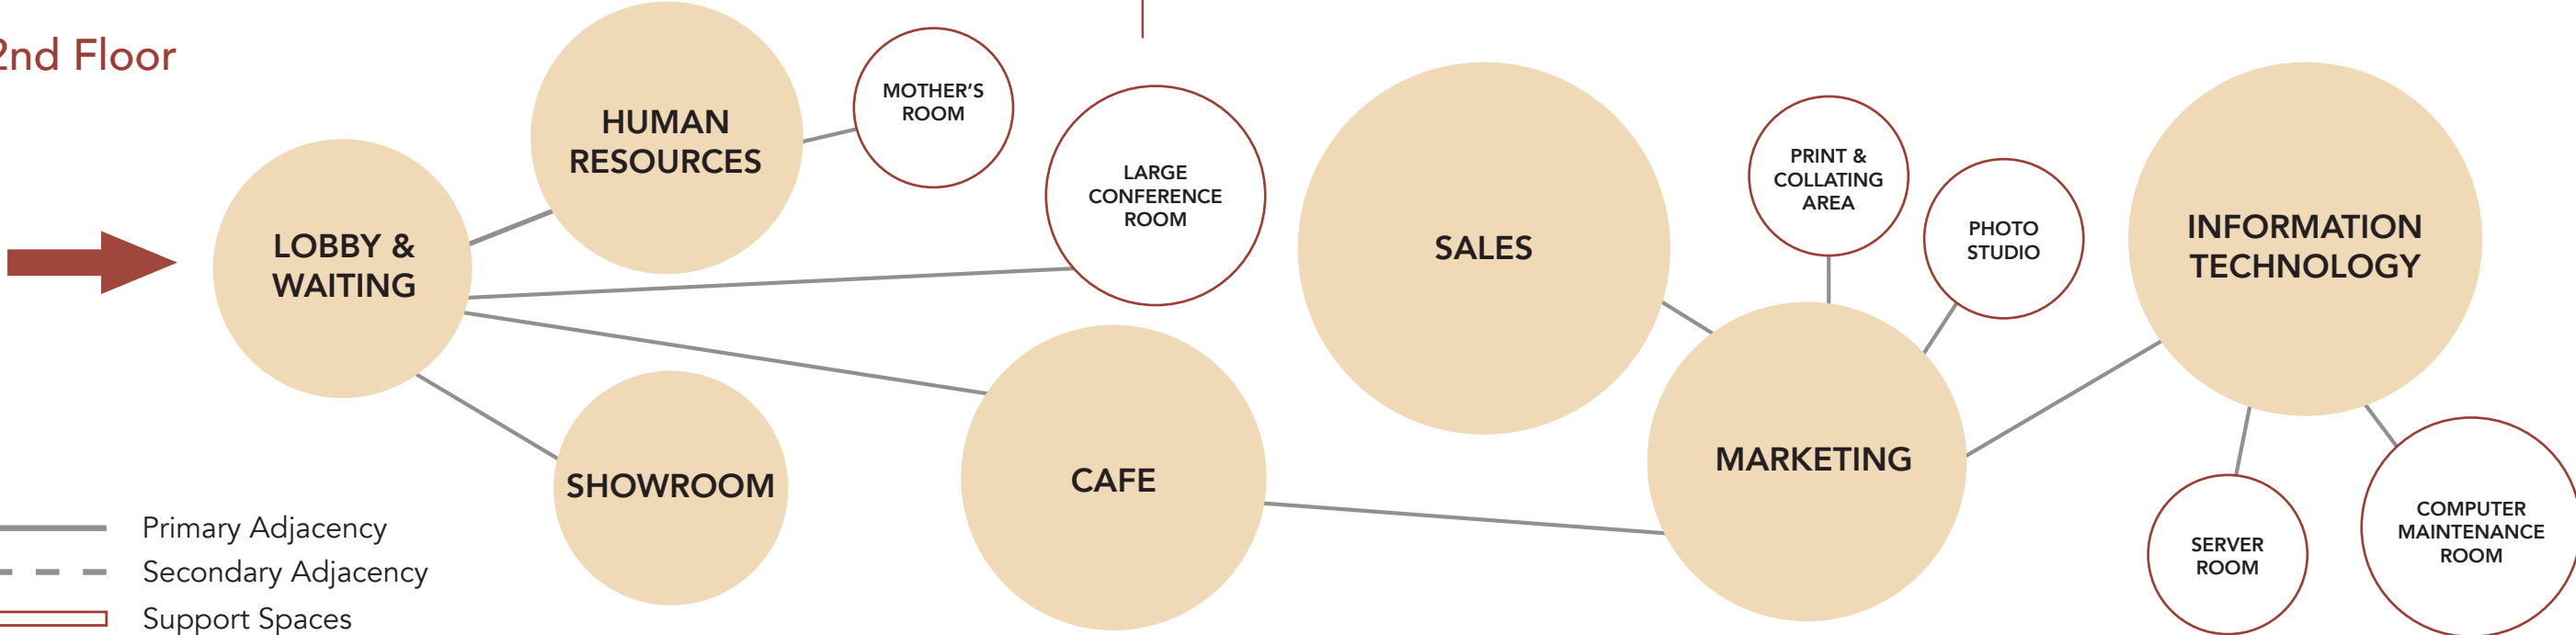 2nd Floor
HUMAN
RESOURCES
MOTHER'S
ROOM
LARGE
CONFERENCE
ROOM
LOBBY &
WAITING
SALES
PRINT &
COLLATING
AREA
PHOTO
STUDIO
INFORMATION
TECHNOLOGY
SHOWROOM
CAFE
MARKETING
SERVER
ROOM
COMPUTER
MAINTENANCE
ROOM
Primary Adjacency
Secondary Adjacency
Support Spaces